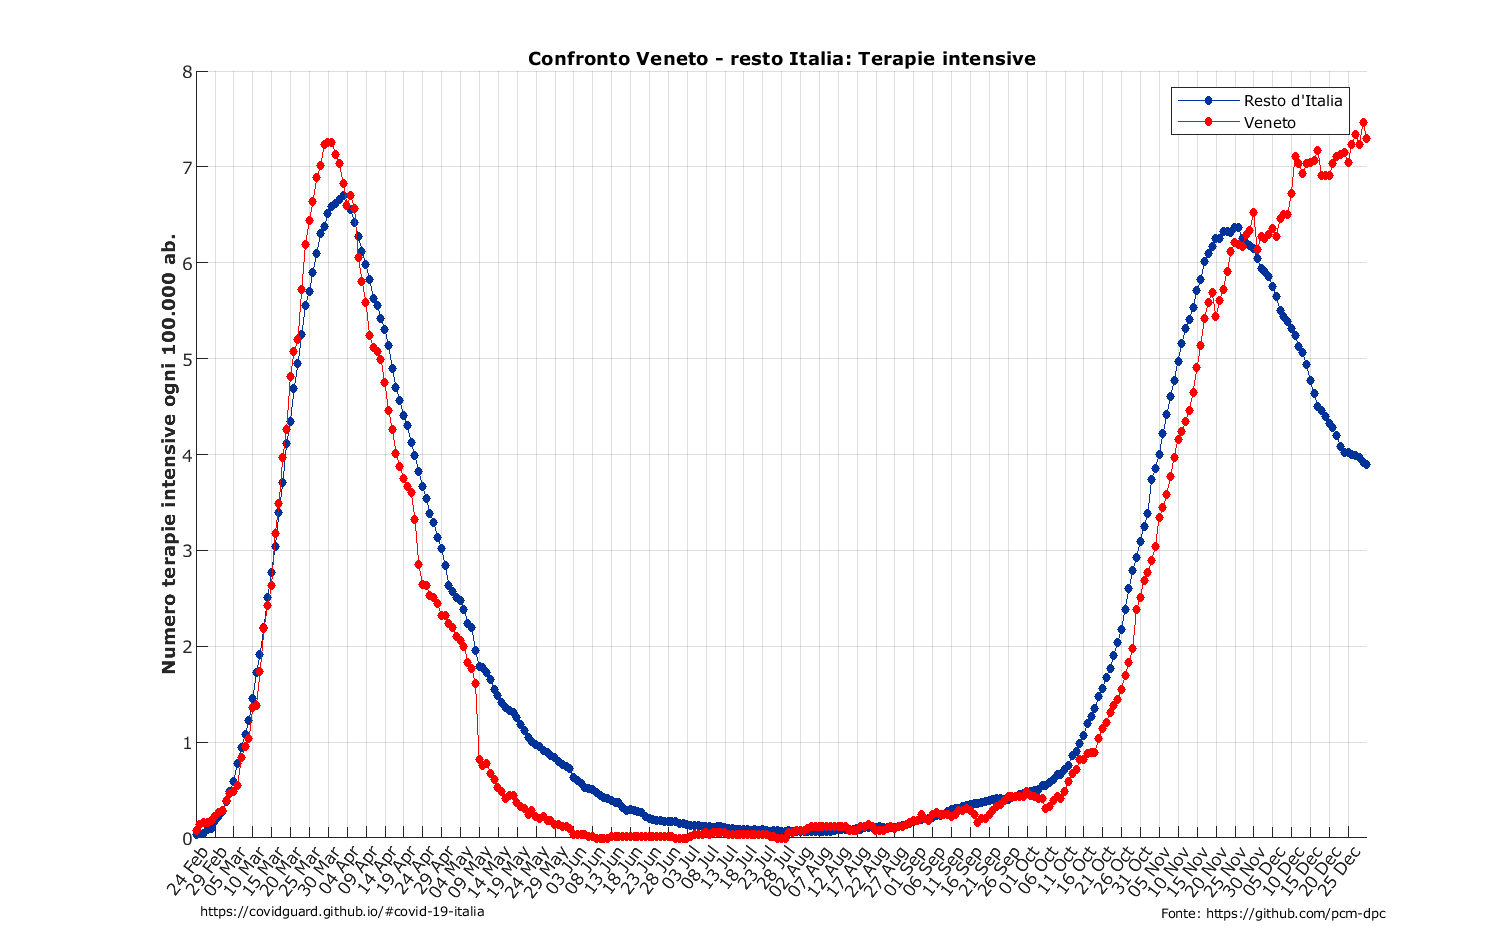 Confronto Veneto - resto Italia: Terapie intensive
Resto d'Italia
Veneto
Numero terapie intensive ogni 100.000 ab.
8
7
6
5
4
3
2
1
0
24 Feb
29 Feb
05 Mar
10 Mar
15 Mar
20 Mar
25 Mar
30 Mar
04 Apr
09 Apr
14 Apr
19 Apr
24 Apr
29 Apr
04 May
09 May
14 May
19 May
24 May
29 May
03 Jun
08 Jun
13 Jun
18 Jun
23 Jun
28 Jun
03 Jul
08 Jul
13 Jul
18 Jul
23 Jul
28 Jul
02 Aug
07 Aug
12 Aug
17 Aug
22 Aug
27 Aug
01 Sep
06 Sep
11 Sep
16 Sep
21 Sep
26 Sep
01 Oct
06 Oct
11 Oct
16 Oct
21 Oct
26 Oct
31 Oct
05 Nov
10 Nov
15 Nov
20 Nov
25 Nov
30 Nov
05 Dec
10 Dec
15 Dec
20 Dec
25 Dec
https://covidguard.github.io/#covid-19-italia
Fonte: https://github.com/pcm-dpc